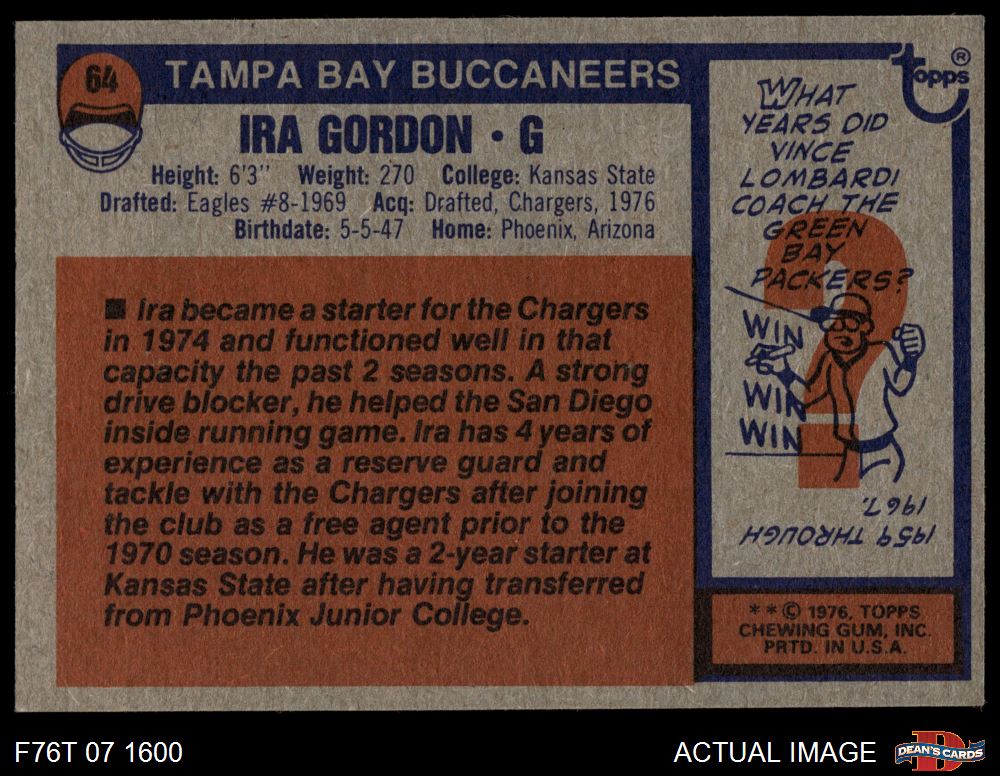 64
TAMPA BAY BUCCANEERS
IRA GORDON • G
Height: 6'3" Weight: 270 College: Kansas State
Drafted: Eagles #8-1969 Acq: Drafted, Chargers, 1976
Birthdate: 5-5-47 Home: Phoenix, Arizona
■ Ira became a starter for the Chargers
in 1974 and functioned well in that
capacity the past 2 seasons. A strong
drive blocker, he helped the San Diego
inside running game. Ira has 4 years of
experience as a reserve guard and
tackle with the Chargers after joining
the club as a free agent prior to the
1970 season. He was a 2-year starter at
Kansas State after having transferred
from Phoenix Junior College.
Topps®
WHAT
YEARS DID
VINCE
LOMBARDI
COACH THE
GREEN
BAY
PACKERS?
?
WIN
WIN
WIN
1959 THROUGH
1967.
**© 1976, TOPPS
CHEWING GUM, INC.
PRTD. IN U.S.A.
F76T 07 1600
ACTUAL IMAGE
D
DEAN'S CARDS